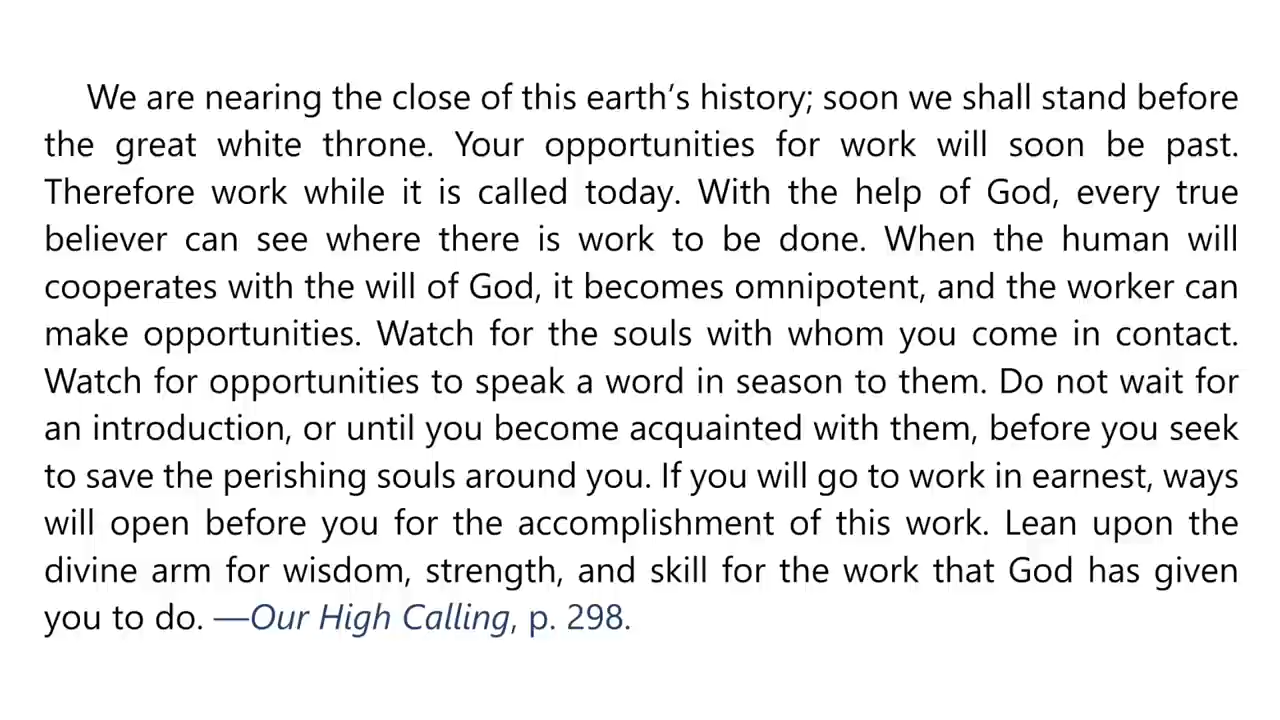 We are nearing the close of this earth’s history; soon we shall stand before
the great white throne. Your opportunities for work will soon be past.
Therefore work while it is called today. With the help of God, every true
believer can see where there is work to be done. When the human will
cooperates with the will of God, it becomes omnipotent, and the worker can
make opportunities. Watch for the souls with whom you come in contact.
Watch for opportunities to speak a word in season to them. Do not wait for
an introduction, or until you become acquainted with them, before you seek
to save the perishing souls around you. If you will go to work in earnest, ways
will open before you for the accomplishment of this work. Lean upon the
divine arm for wisdom, strength, and skill for the work that God has given
you to do. —Our High Calling, p. 298.